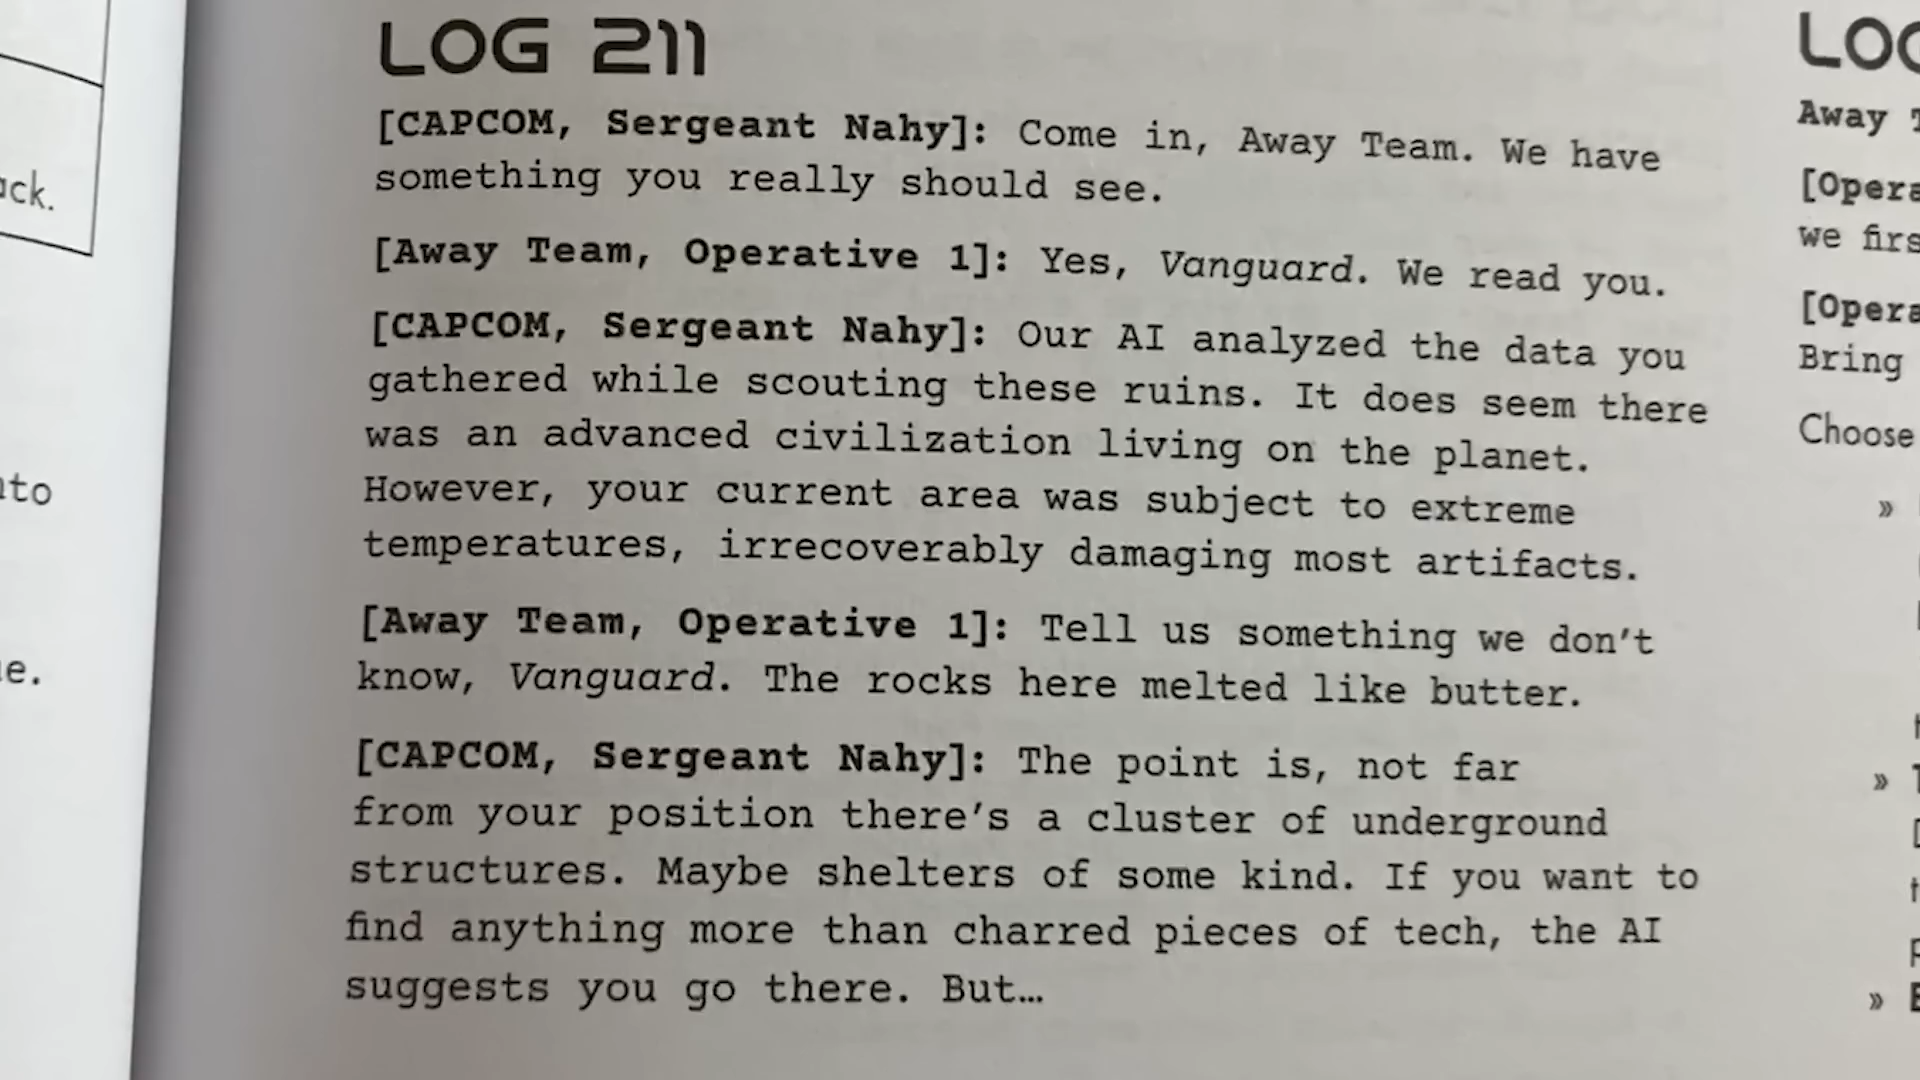 ck.
LOG 211
[CAPCOM, Sergeant Nahy]: Come in, Away Team. We have
something you really should see.
[Away Team, Operative 1]: Yes, Vanguard. We read you.
[CAPCOM, Sergeant Nahy]: Our AI analyzed the data you
gathered while scouting these ruins. It does seem there
was an advanced civilization living on the planet.
However, your current area was subject to extreme
temperatures, irrecoverably damaging most artifacts.
[Away Team, Operative 1]: Tell us something we don't
know, Vanguard. The rocks here melted like butter.
[CAPCOM, Sergeant Nahy]: The point is, not far
from your position there's a cluster of underground
structures. Maybe shelters of some kind. If you want to
find anything more than charred pieces of tech, the AI
suggests you go there. But…
Away
we
Bring
Choose
»
»
»